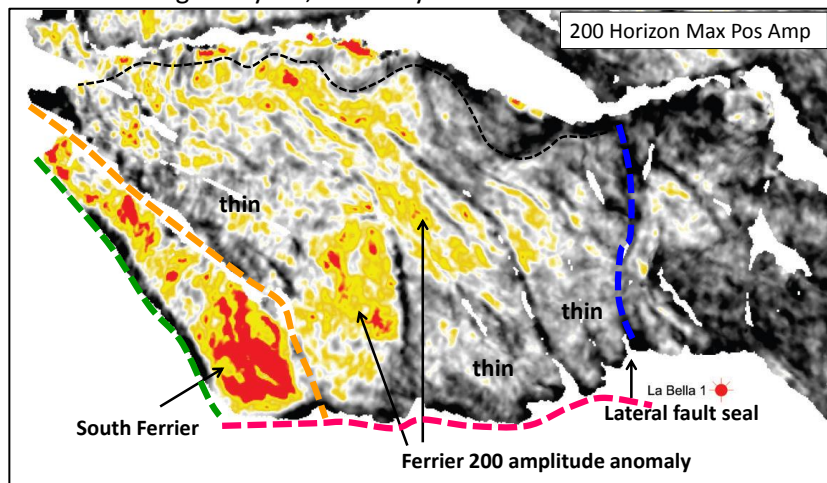 200 Horizon Max Pos Amp
thin
thin
thin
La Bella 1
South Ferrier
Lateral fault seal
Ferrier 200 amplitude anomaly